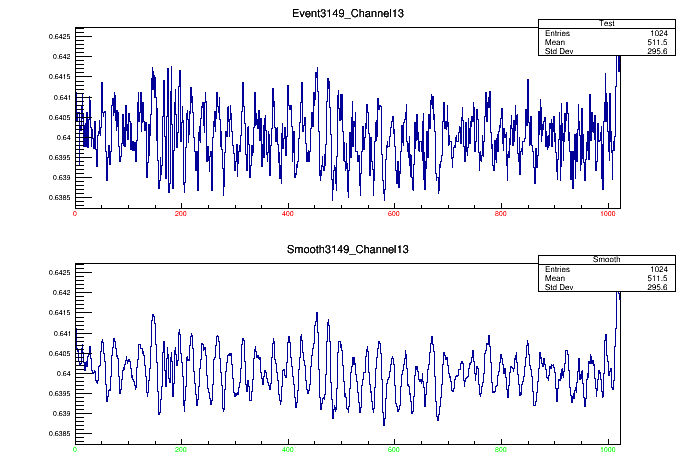 Event3149_Channel13
Test
Entries 1024
Mean 511.5
Std Dev 295.6
0.6425
0.642
0.6415
0.641
0.6405
0.64
0.6395
0.639
0.6385
0 200 400 600 800 1000
Smooth3149_Channel13
Smooth
Entries 1024
Mean 511.5
Std Dev 295.6
0.6425
0.642
0.6415
0.641
0.6405
0.64
0.6395
0.639
0.6385
0 200 400 600 800 1000